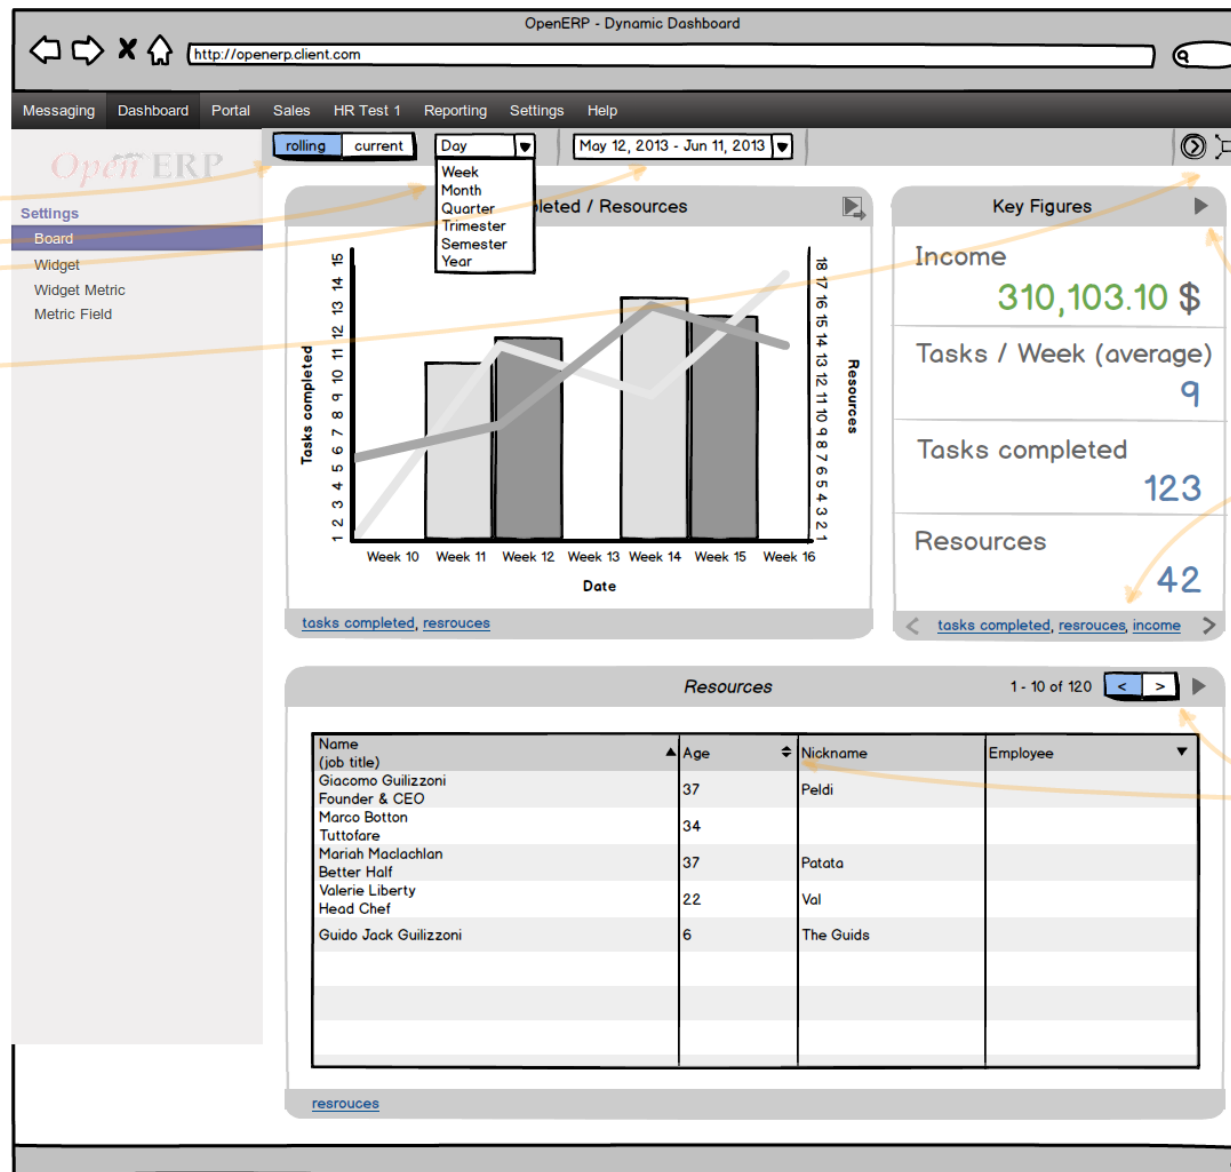 OpenERP - Dynamic Dashboard
http://openerp.client.com
Messaging Dashboard Portal Sales HR Test 1 Reporting Settings Help
Open ERP
rolling current Day May 12, 2013 - Jun 11, 2013
Week
Month
Quarter
Trimester
Semester
Year
Settings
Board
Widget
Widget Metric
Metric Field
/ Resources
Tasks completed
15
14
13
12
11
10
9
8
7
6
5
4
3
2
1
18
17
16
15
14
13
12
11
10
9
8
7
6
5
4
3
2
1
Resources
Week 10 Week 11 Week 12 Week 13 Week 14 Week 15 Week 16
Date
tasks completed, resrouces
Key Figures
Income
310,103.10 $
Tasks / Week (average)
9
Tasks completed
123
Resources
42
< tasks completed, resrouces, income >
Resources
1 - 10 of 120 < >
Name
(job title)
Age
Nickname
Employee
Giacomo Guilizzoni
Founder & CEO
37
Peldi
Marco Botton
Tuttofare
34
Mariah Maclachlan
Better Half
37
Patata
Valerie Liberty
Head Chef
22
Val
Guido Jack Guilizzoni
6
The Guids
resrouces